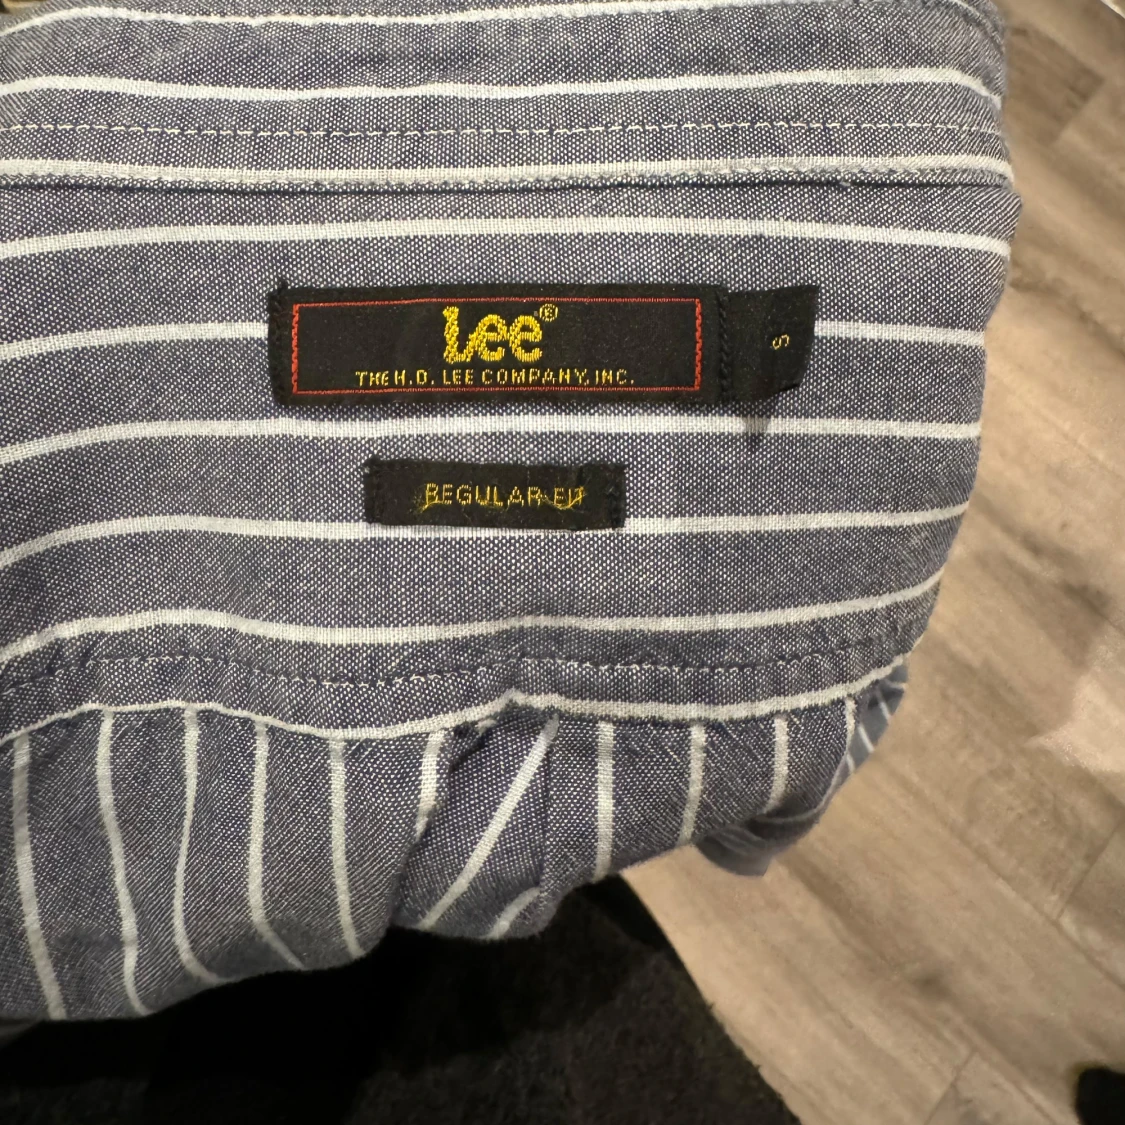 Lee®
THE H.D. LEE COMPANY, INC.
S
REGULAR FIT